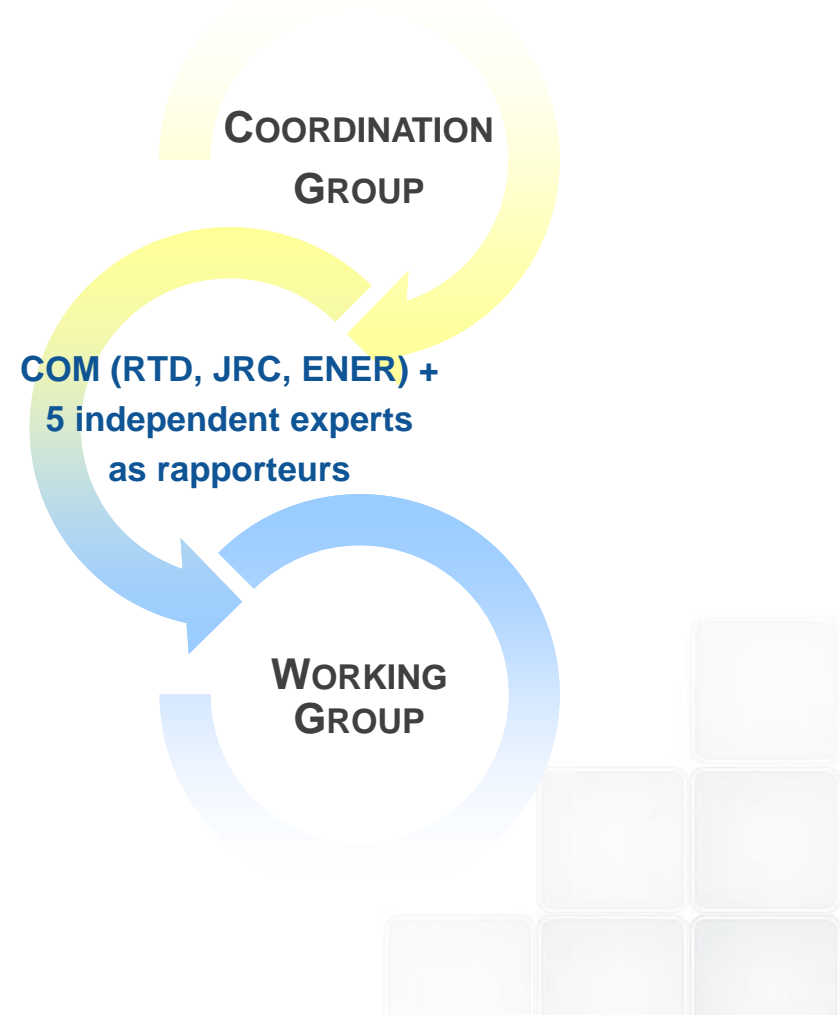 COORDINATION
GROUP
COM (RTD, JRC, ENER) +
5 independent experts
as rapporteurs
WORKING
GROUP